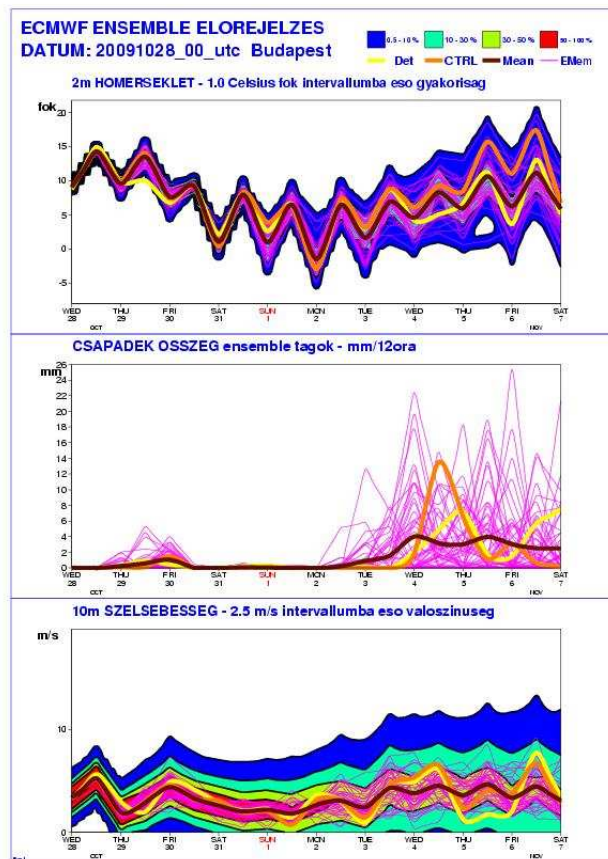 ECMWF ENSEMBLE ELOREJELZES
DATUM: 20091028_00_utc Budapest
0.5 - 10 % 10 - 30 % 30 - 50 % 50 - 100 %
Det CTRL Mean EMem
2m HOMERSEKLET - 1.0 Celsius fok intervallumba eso gyakorisag
fok
20
15
10
5
0
-5
WED THU FRI SAT SUN MON TUE WED THU FRI SAT
28 29 30 31 1 2 3 4 5 6 7
OCT NOV
CSAPADEK OSSZEG ensemble tagok - mm/12ora
mm
26
24
22
20
18
16
14
12
10
8
6
4
2
0
WED THU FRI SAT SUN MON TUE WED THU FRI SAT
28 29 30 31 1 2 3 4 5 6 7
OCT NOV
10m SZELSEBESSEG - 2.5 m/s intervallumba eso valoszinuseg
m/s
10
0
WED THU FRI SAT SUN MON TUE WED THU FRI SAT
28 29 30 31 1 2 3 4 5 6 7
OCT NOV